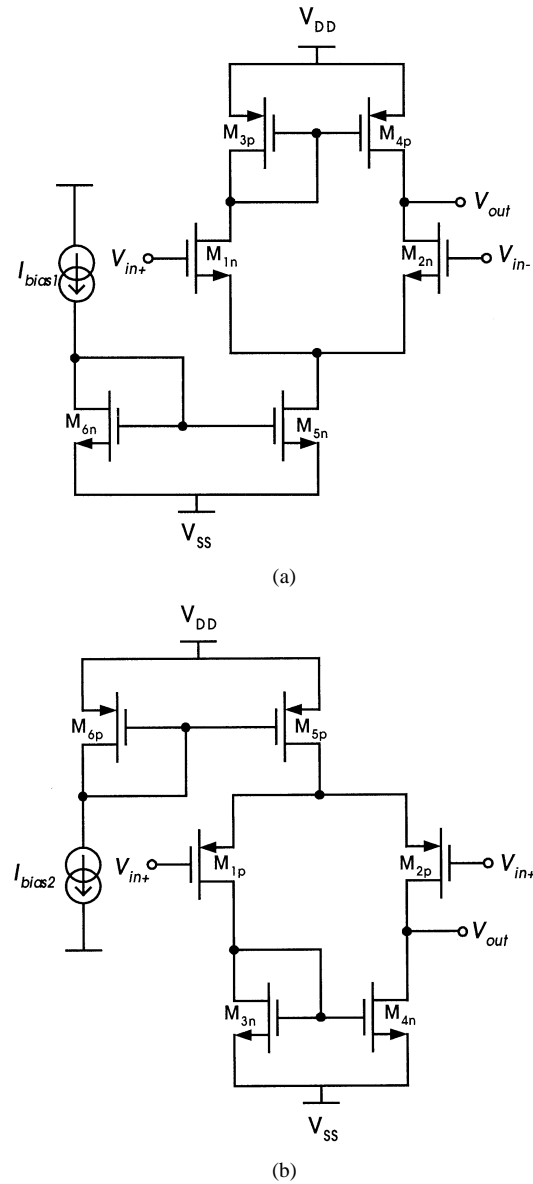 V_DD
M_3p M_4p
V_out
V_in+ M_1n M_2n V_in-
I_bias1
M_6n M_5n
V_SS
(a)
V_DD
M_6p M_5p
V_in+ M_1p M_2p V_in+
I_bias2
V_out
M_3n M_4n
V_SS
(b)